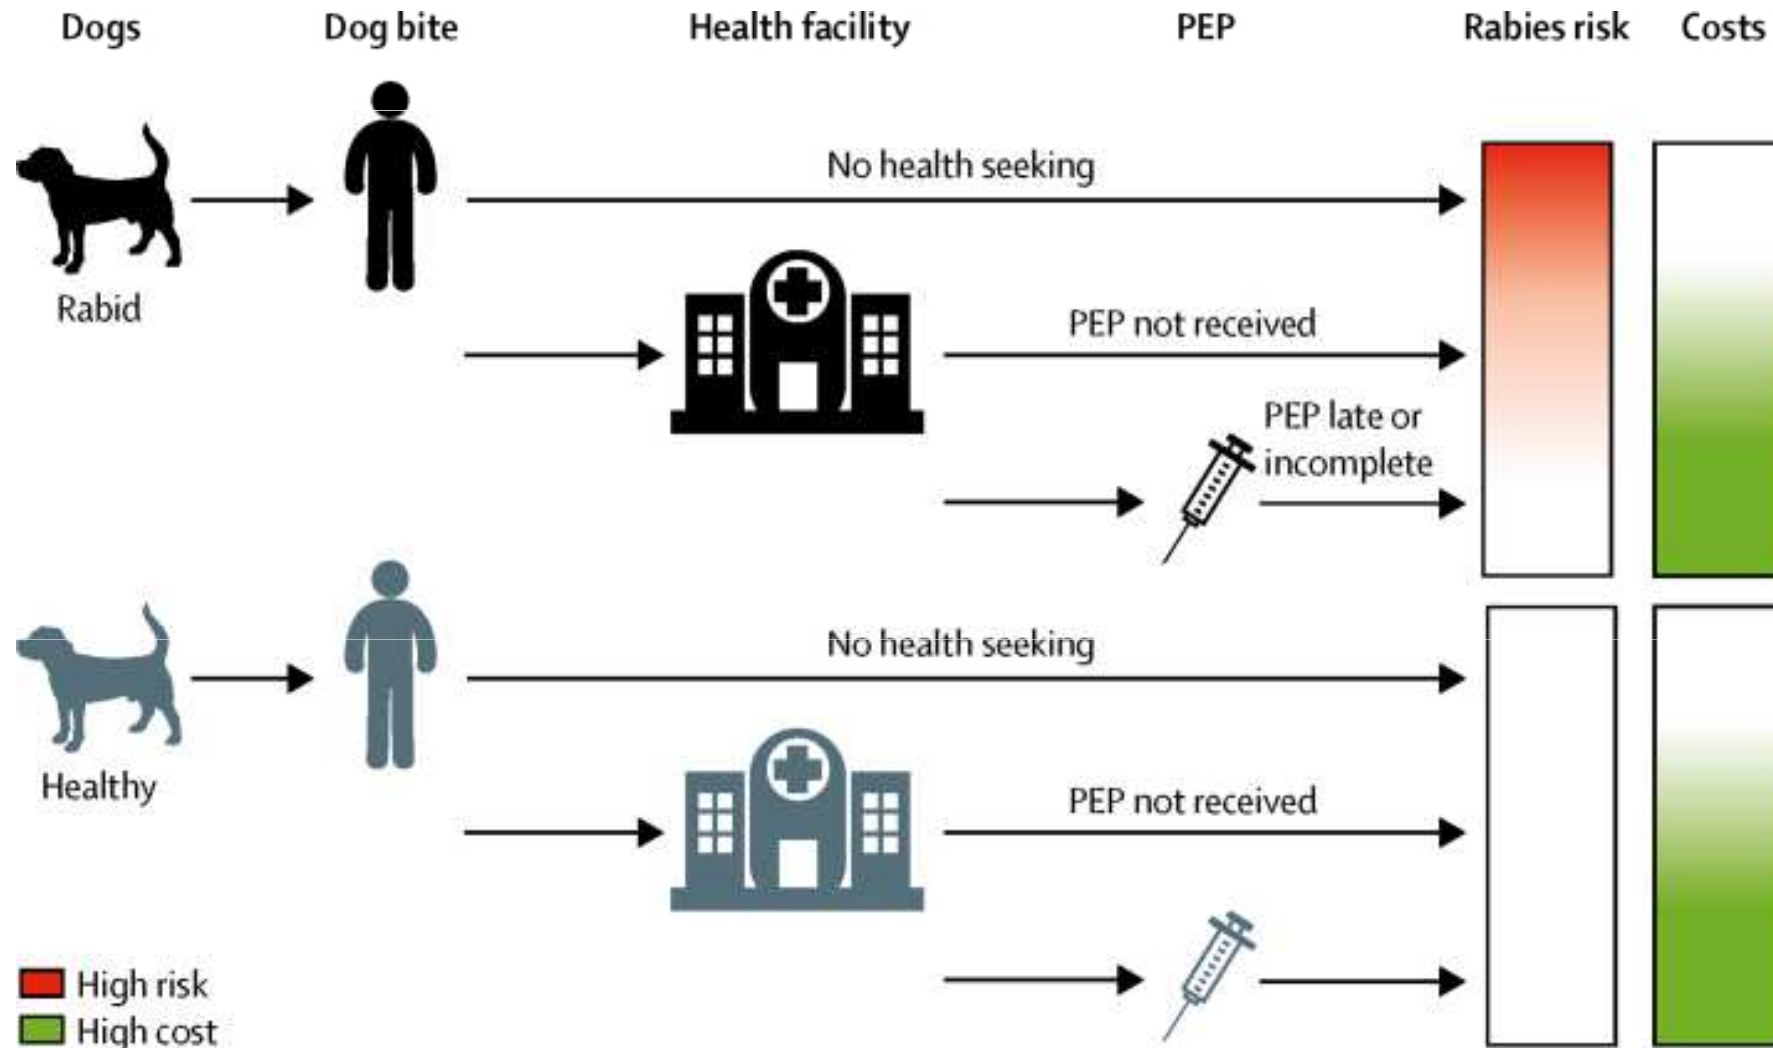 Dogs Dog bite Health facility PEP Rabies risk Costs
No health seeking
Rabid
PEP not received
PEP late or
incomplete
No health seeking
Healthy
PEP not received
High risk
High cost